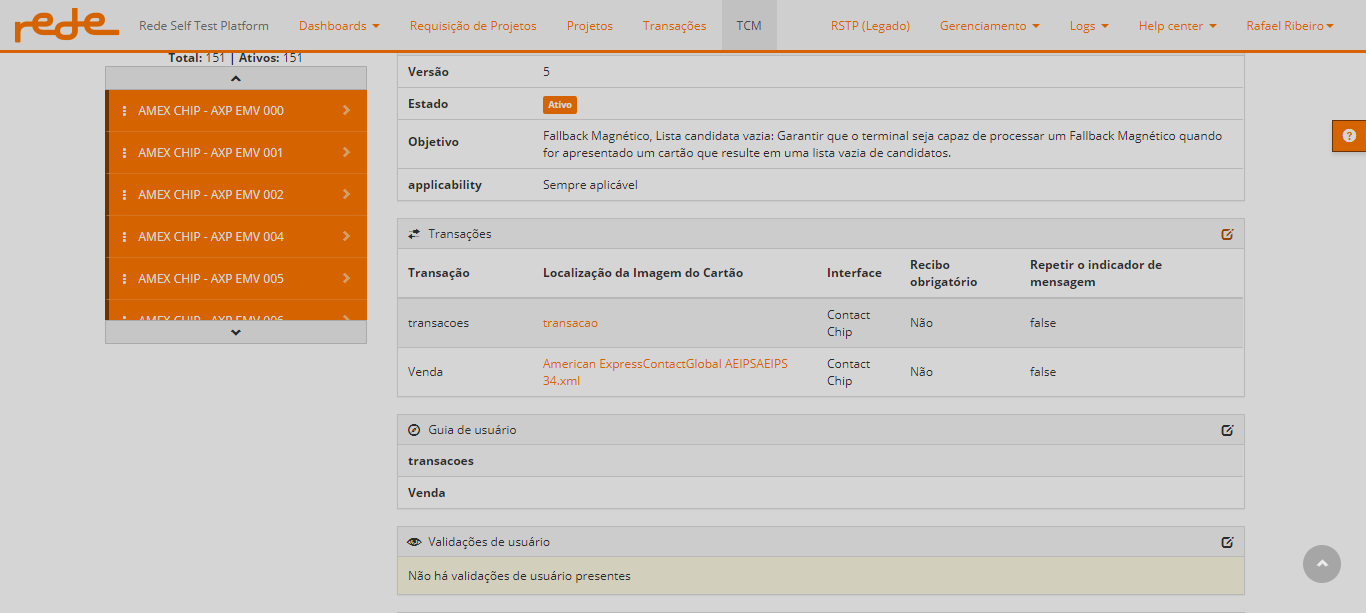 rede Rede Self Test Platform Dashboards Requisição de Projetos Projetos Transações TCM RSTP (Legado) Gerenciamento Logs Help center Rafael Ribeiro
Total: 151 | Ativos: 151
AMEX CHIP - AXP EMV 000
AMEX CHIP - AXP EMV 001
AMEX CHIP - AXP EMV 002
AMEX CHIP - AXP EMV 004
AMEX CHIP - AXP EMV 005
AMEX CHIP - AXP EMV 006
Versão 5
Estado Ativo
Objetivo
Fallback Magnético, Lista candidata vazia: Garantir que o terminal seja capaz de processar um Fallback Magnético quando
for apresentado um cartão que resulte em uma lista vazia de candidatos.
applicability Sempre aplicável
Transações
Transação Localização da Imagem do Cartão Interface
Recibo
obrigatório
Repetir o indicador de
mensagem
transacoes transacao
Contact
Chip
Não false
Venda
American ExpressContactGlobal AEIPSAEIPS
34.xml
Contact
Chip
Não false
Guia de usuário
transacoes
Venda
Validações de usuário
Não há validações de usuário presentes